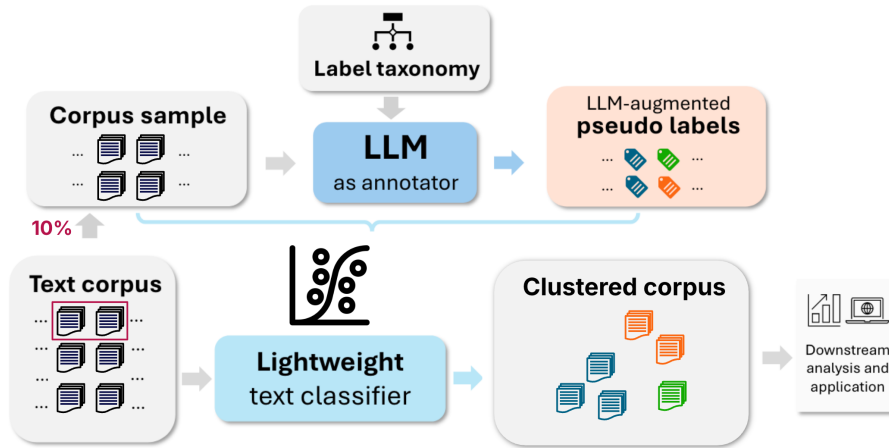 Label taxonomy
Corpus sample
... ...
... ...
LLM
as annotator
LLM-augmented
pseudo labels
... ...
... ...
10%
Text corpus
... ...
... ...
... ...
Lightweight
text classifier
Clustered corpus
Downstream
analysis and
application